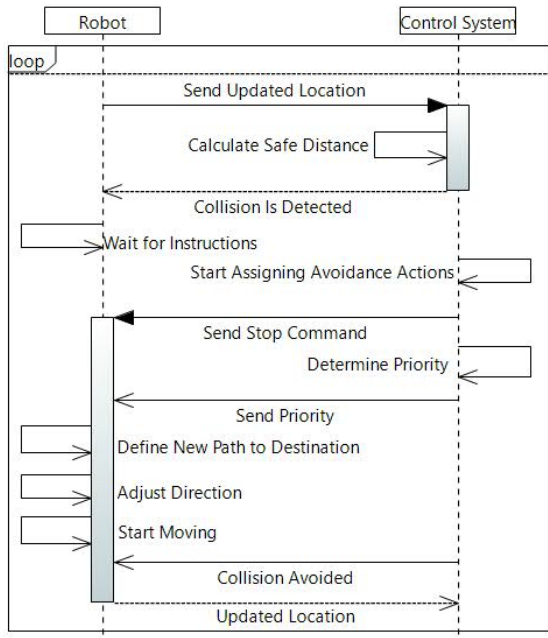 Robot
Control System
loop
Send Updated Location
Calculate Safe Distance
Collision Is Detected
Wait for Instructions
Start Assigning Avoidance Actions
Send Stop Command
Determine Priority
Send Priority
Define New Path to Destination
Adjust Direction
Start Moving
Collision Avoided
Updated Location